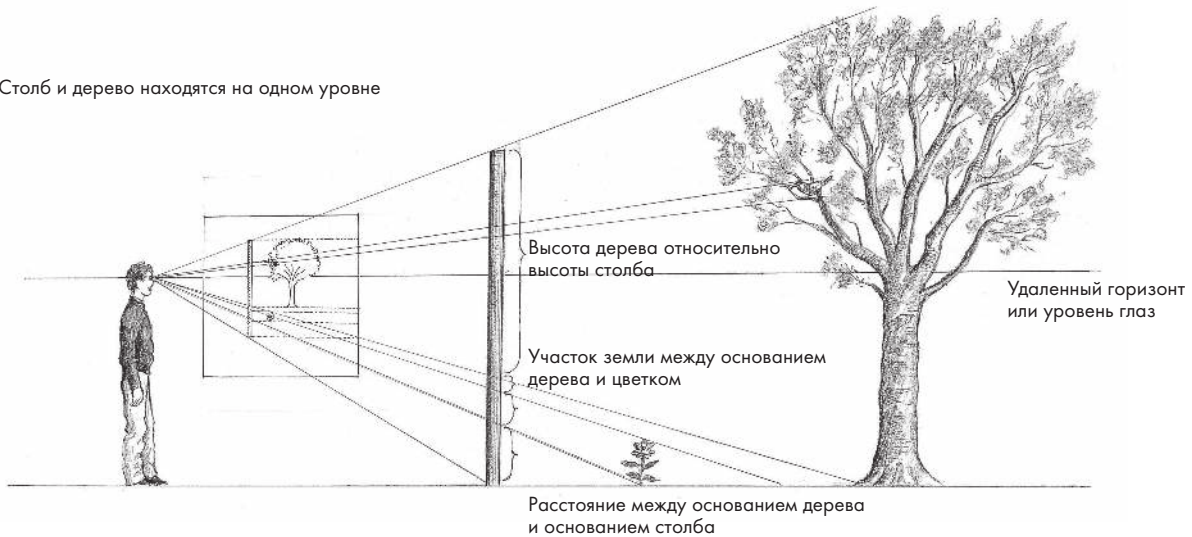 Столб и дерево находятся на одном уровне
Высота дерева относительно
высоты столба
Удаленный горизонт
или уровень глаз
Участок земли между основанием
дерева и цветком
Расстояние между основанием дерева
и основанием столба